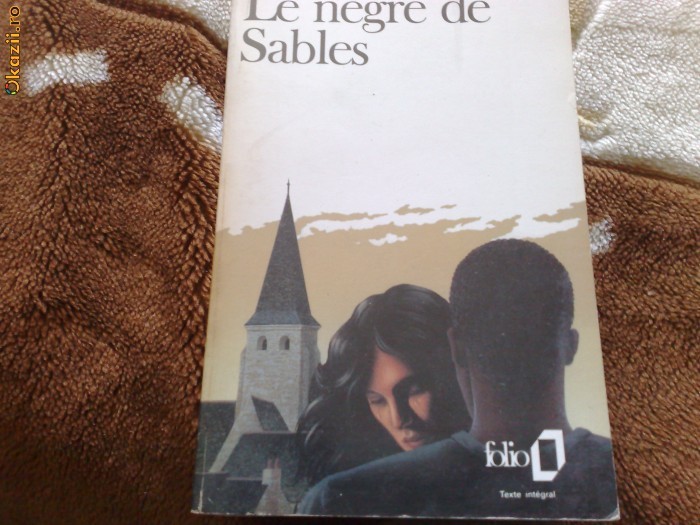 Okazii.ro
Le nègre de
Sables
folio
Texte intégral